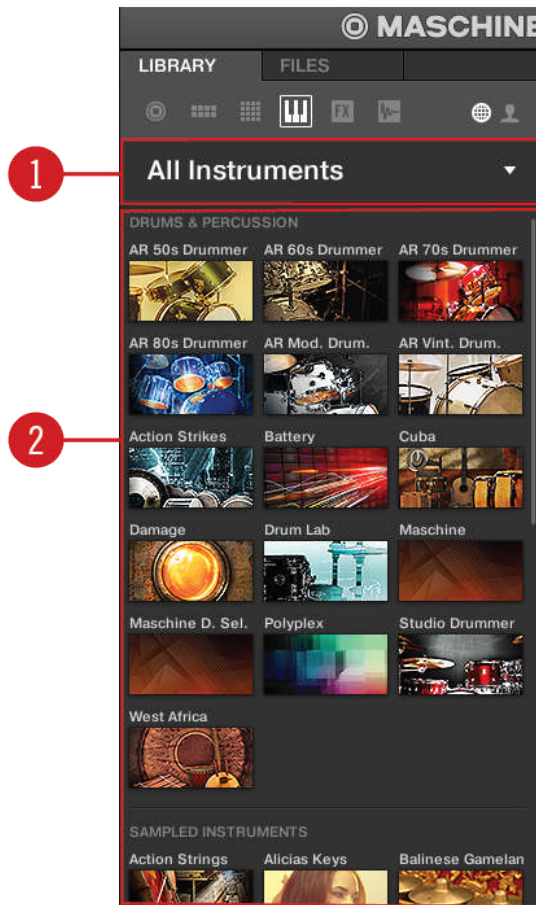 MASCHINE
LIBRARY FILES
FX
1
All Instruments
DRUMS & PERCUSSION
AR 50s Drummer AR 60s Drummer AR 70s Drummer
AR 80s Drummer AR Mod. Drum. AR Vint. Drum.
2
Action Strikes Battery Cuba
Damage Drum Lab Maschine
Maschine D. Sel. Polyplex Studio Drummer
West Africa
SAMPLED INSTRUMENTS
Action Strings Alicias Keys Balinese Gamelan